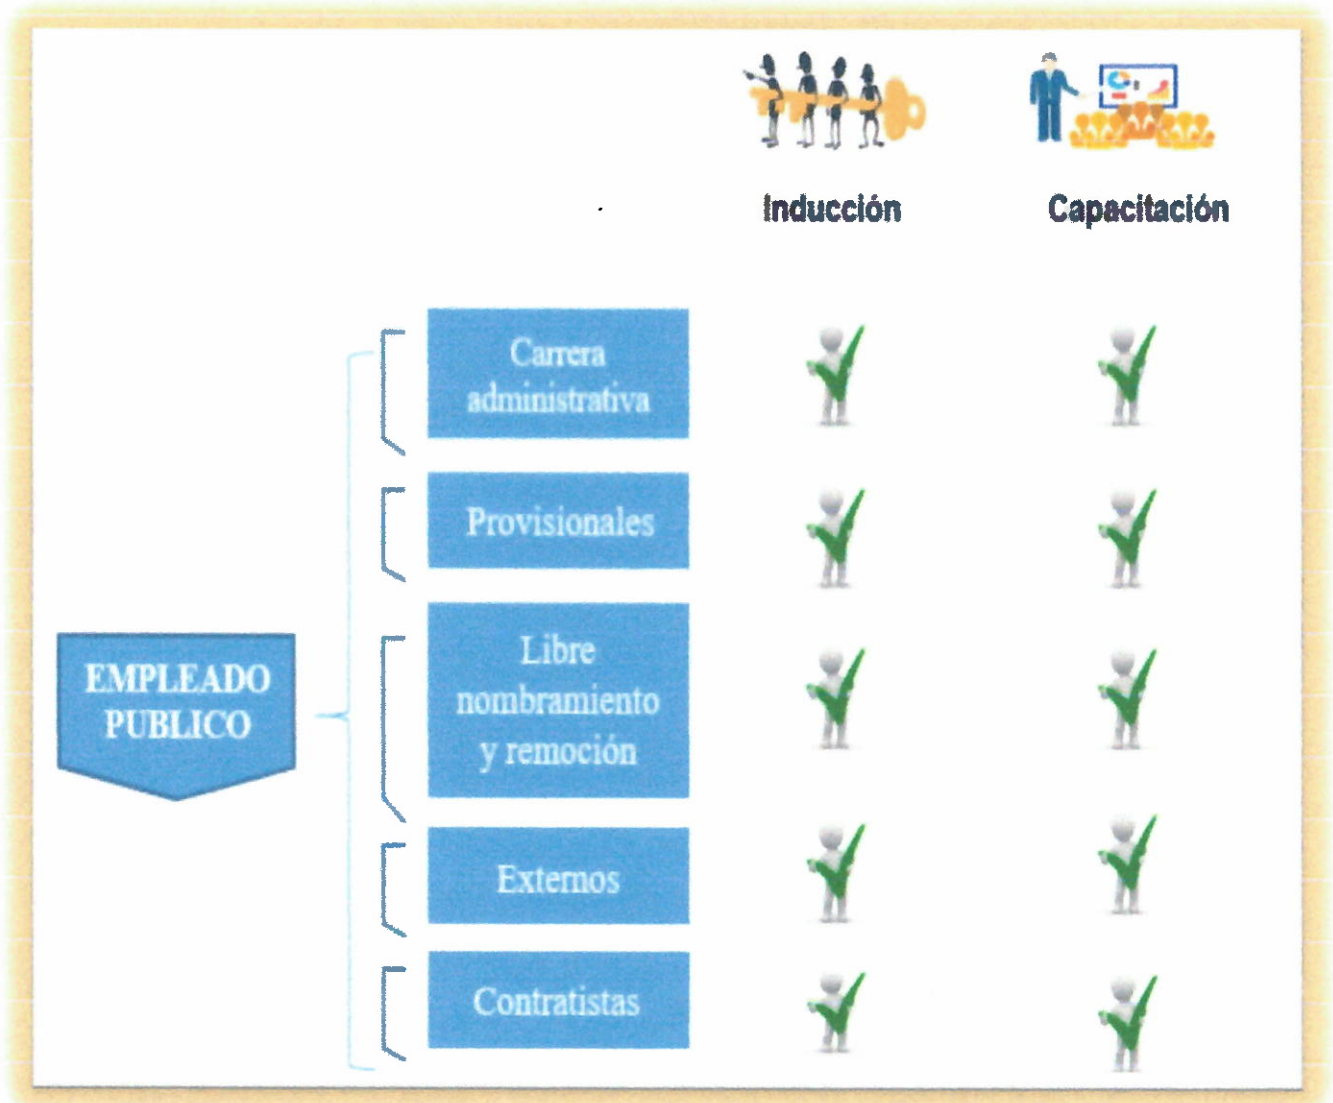 Inducción
Capacitación
Carrera
administrativa
Provisionales
EMPLEADO
PUBLICO
Libre
nombramiento
y remoción
Externos
Contratistas